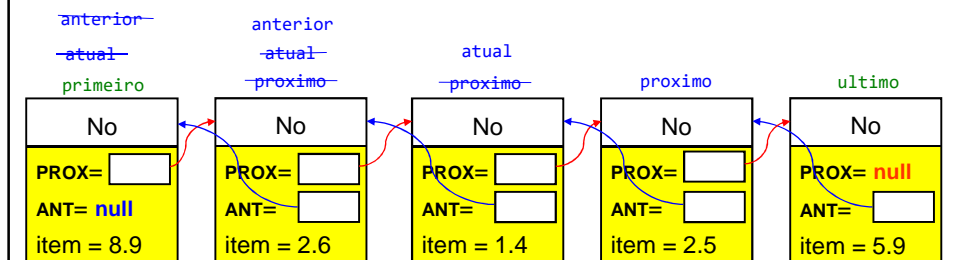 anterior
anterior
atual
atual
atual
primeiro
proximo
proximo
proximo
ultimo
No
No
No
No
No
PROX=
PROX=
PROX=
PROX=
PROX= null
ANT= null
ANT=
ANT=
ANT=
ANT=
item = 8.9
item = 2.6
item = 1.4
item = 2.5
item = 5.9